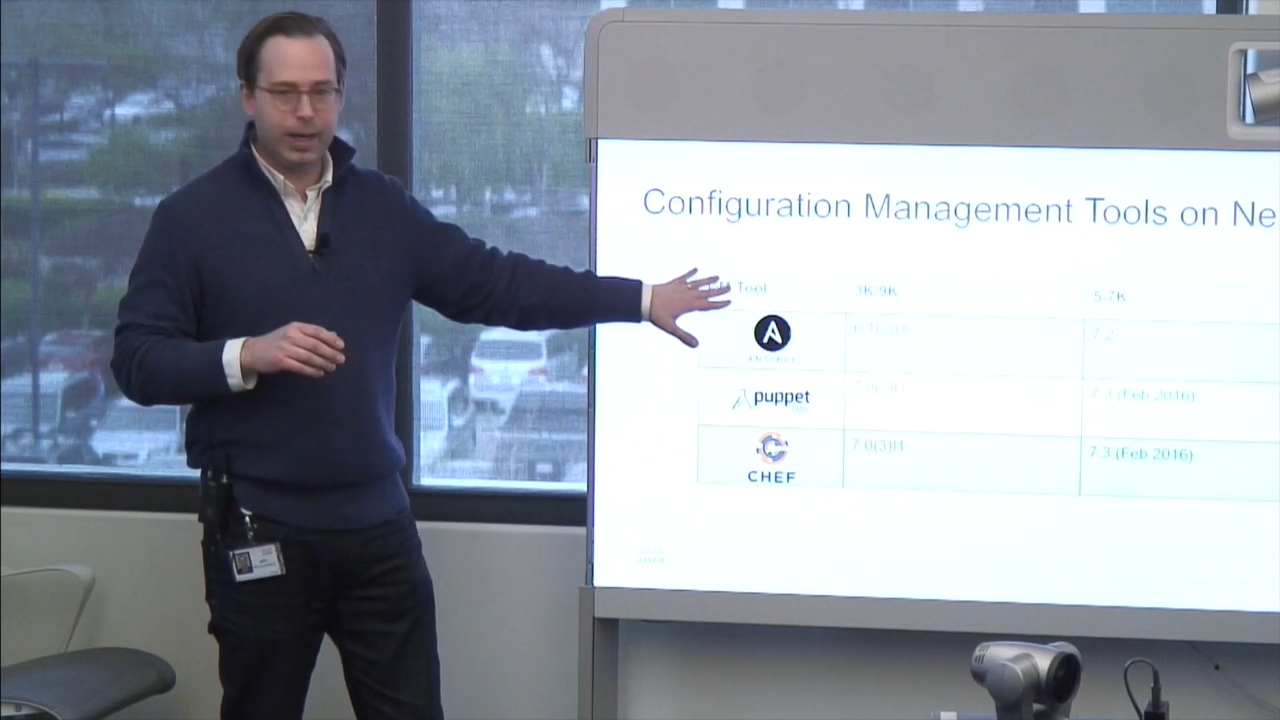 Configuration Management Tools on Ne
Tool 3K-9K 5-7K
ANSIBLE 7.2
puppet 7.3 (Feb 2016)
CHEF 7.0(3)I1 7.3 (Feb 2016)